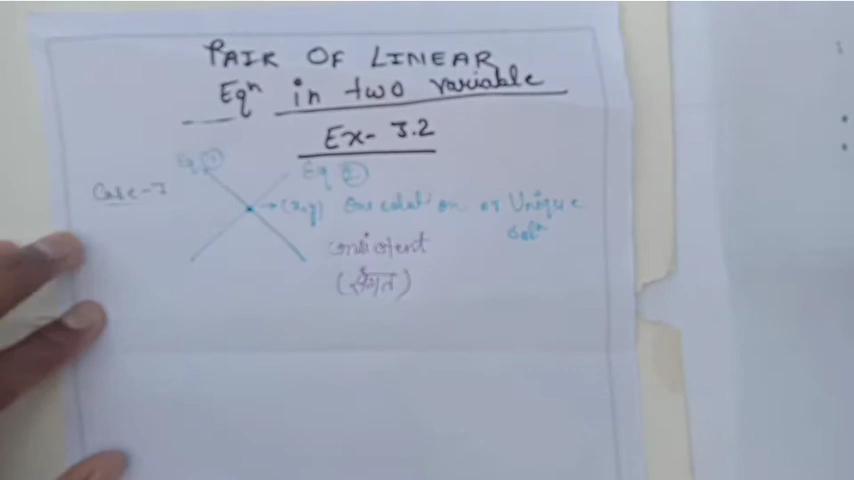 PAIR OF LINEAR
Eqⁿ in two variable
Ex- 3.2
Eq ①
Eq ②
Case-I
→(x,y) One solution or Unique
Solⁿ
consistent
(संगत)